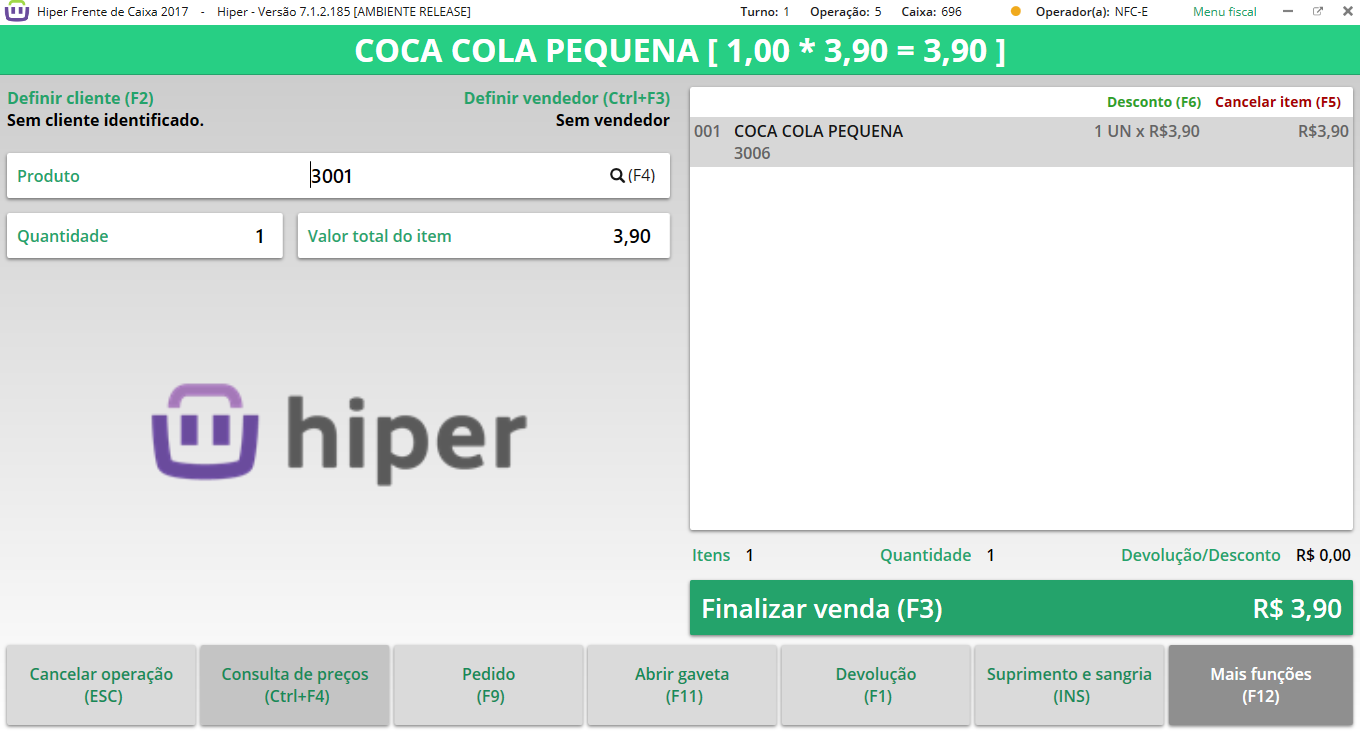 Hiper Frente de Caixa 2017 - Hiper - Versão 7.1.2.185 [AMBIENTE RELEASE] Turno: 1 Operação: 5 Caixa: 696 Operador(a): NFC-E Menu fiscal
COCA COLA PEQUENA [ 1,00 * 3,90 = 3,90 ]
Definir cliente (F2) Definir vendedor (Ctrl+F3)
Sem cliente identificado. Sem vendedor
Produto 3001 (F4)
Quantidade 1 Valor total do item 3,90
hiper
Desconto (F6) Cancelar item (F5)
001 COCA COLA PEQUENA 1 UN x R$3,90 R$3,90
3006
Itens 1 Quantidade 1 Devolução/Desconto R$ 0,00
Finalizar venda (F3) R$ 3,90
Cancelar operação
(ESC)
Consulta de preços
(Ctrl+F4)
Pedido
(F9)
Abrir gaveta
(F11)
Devolução
(F1)
Suprimento e sangria
(INS)
Mais funções
(F12)